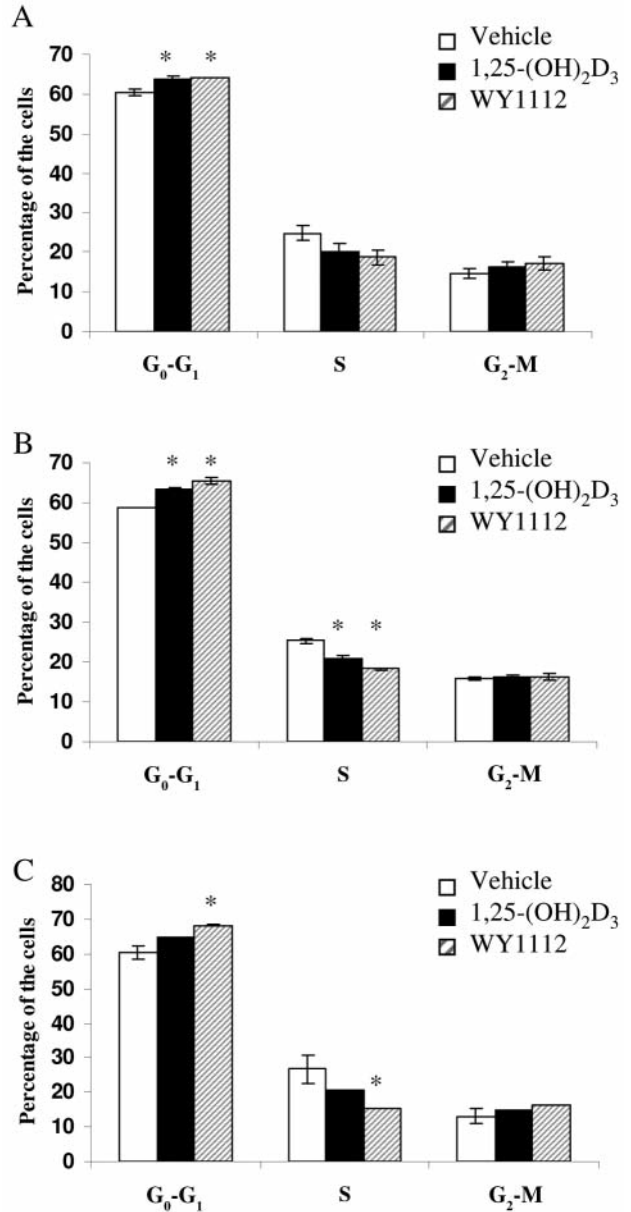 A
Percentage of the cells
70
60
50
40
30
20
10
0
* *
Vehicle
1,25-(OH)₂D₃
WY1112
G₀-G₁ S G₂-M
B
Percentage of the cells
70
60
50
40
30
20
10
0
* *
* *
Vehicle
1,25-(OH)₂D₃
WY1112
G₀-G₁ S G₂-M
C
Percentage of the cells
80
70
60
50
40
30
20
10
0
*
*
Vehicle
1,25-(OH)₂D₃
WY1112
G₀-G₁ S G₂-M